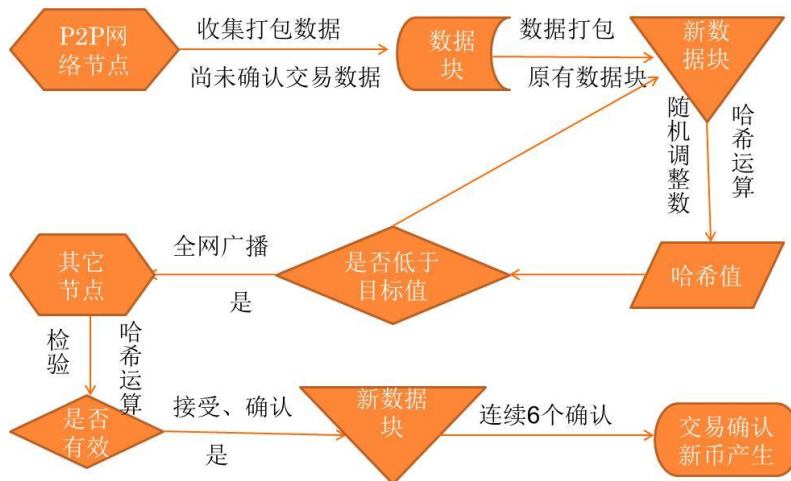 P2P网
络节点
收集打包数据
尚未确认交易数据
数据
块
数据打包
原有数据块
新数
据块
随机调整数
哈希运算
其它
节点
全网广播
是
是否低于
目标值
哈希值
检验
哈希运算
是否
有效
接受、确认
是
新数据
块
连续6个确认
交易确认
新币产生